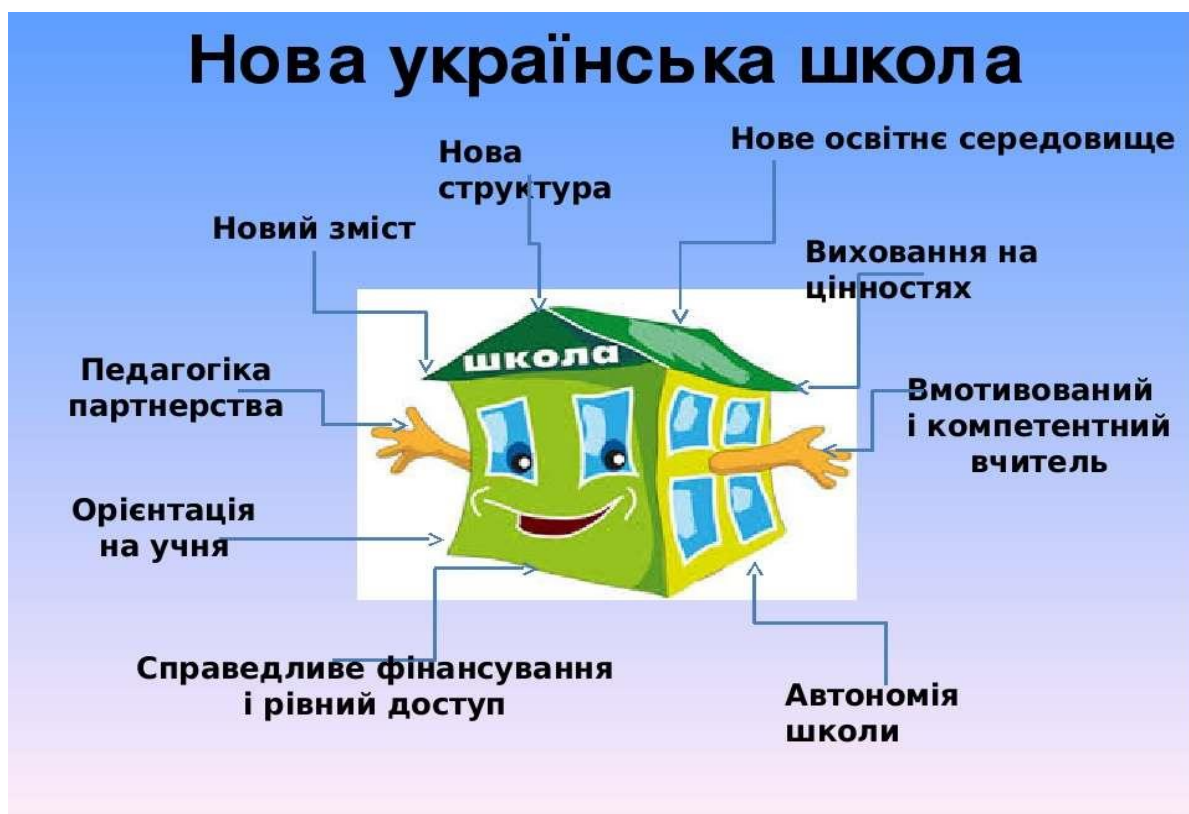 Нова українська школа
Нове освітнє середовище
Нова
структура
Новий зміст
Виховання на
цінностях
школа
Педагогіка
партнерства
Вмотивований
і компетентний
вчитель
Орієнтація
на учня
Справедливе фінансування
і рівний доступ
Автономія
школи